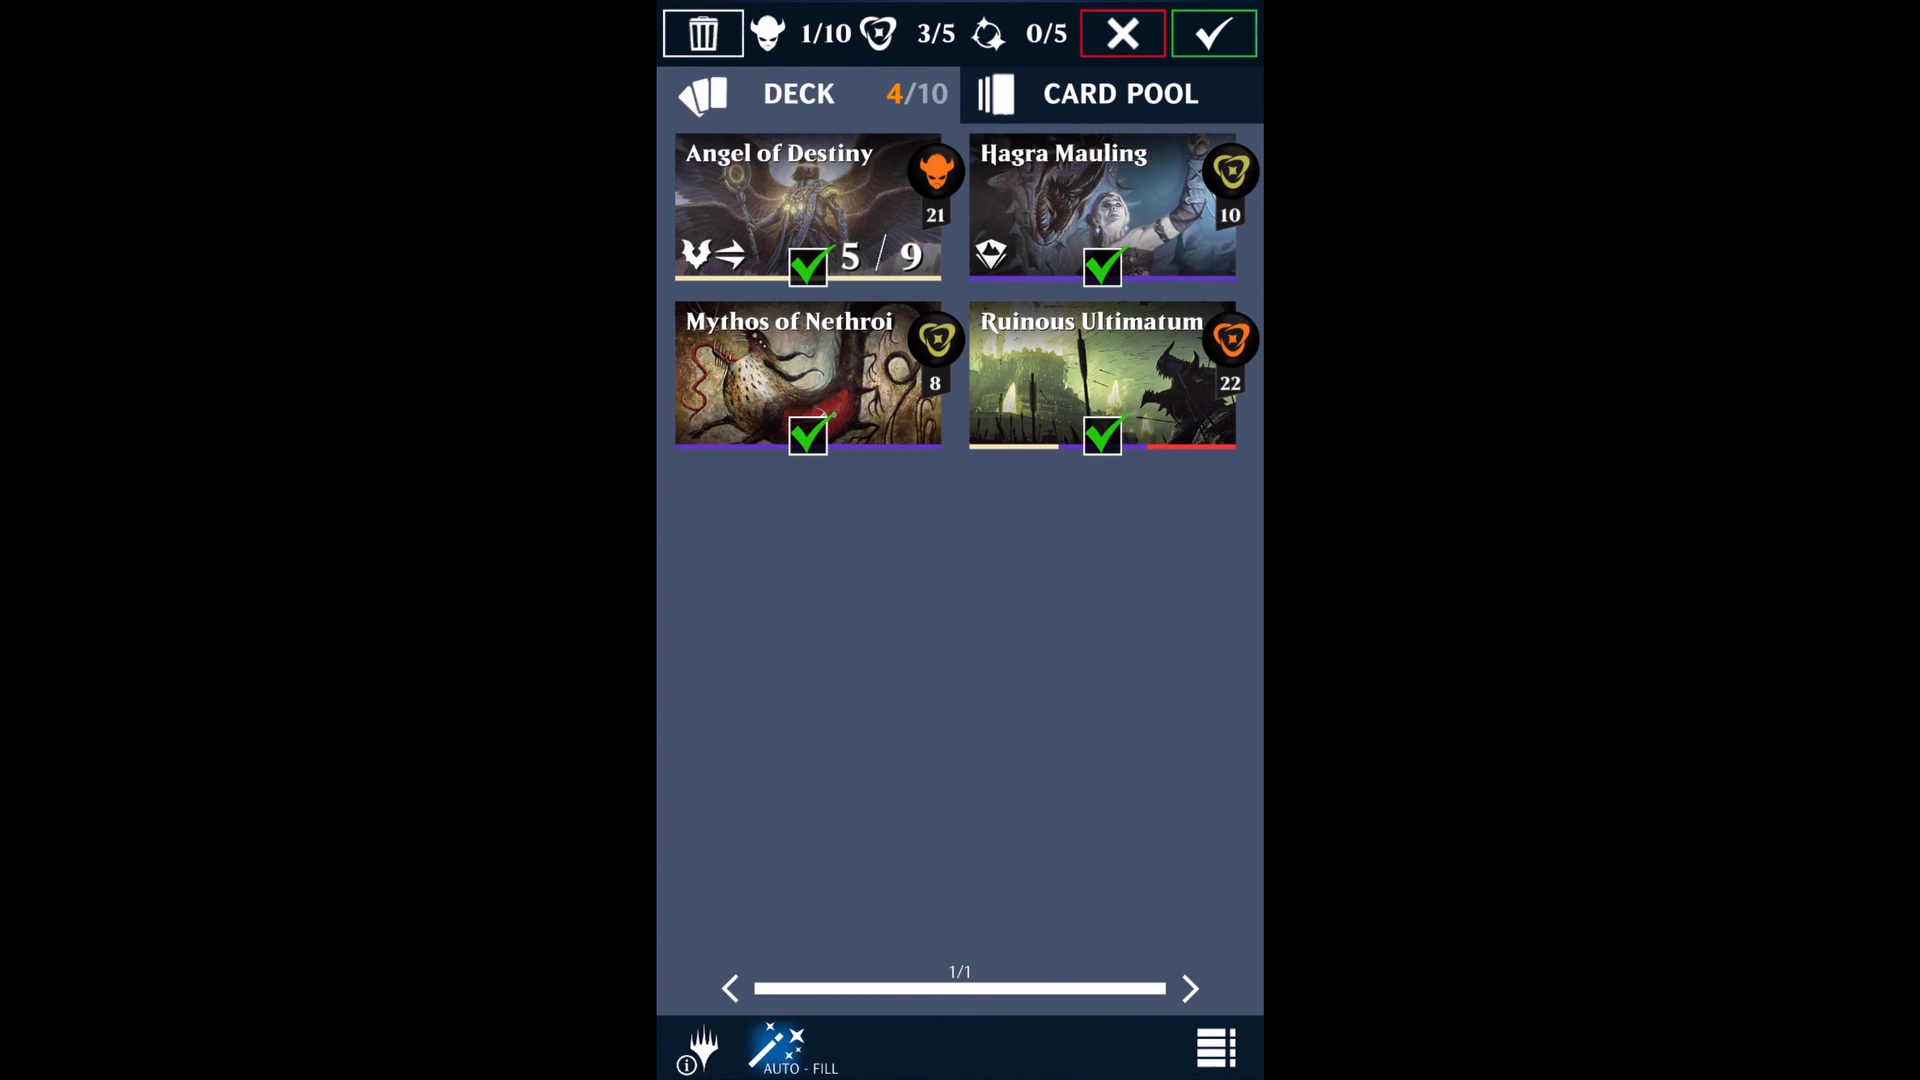 1/10 3/5 0/5
DECK 4/10 CARD POOL
Angel of Destiny
21
5 / 9
Hagra Mauling
10
Mythos of Nethroi
8
Ruinous Ultimatum
22
1/1
i
AUTO - FILL